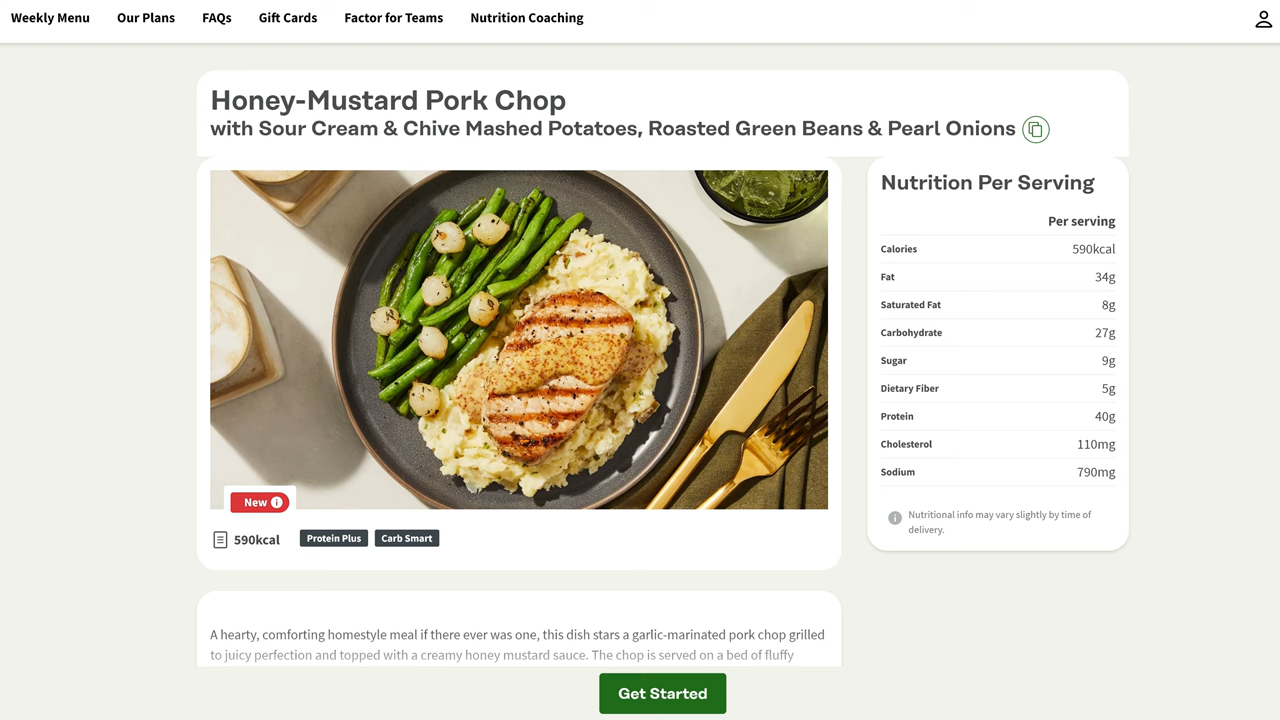 Weekly Menu Our Plans FAQs Gift Cards Factor for Teams Nutrition Coaching
Honey-Mustard Pork Chop
with Sour Cream & Chive Mashed Potatoes, Roasted Green Beans & Pearl Onions
New
590kcal Protein Plus Carb Smart
Nutrition Per Serving
Per serving
Calories 590kcal
Fat 34g
Saturated Fat 8g
Carbohydrate 27g
Sugar 9g
Dietary Fiber 5g
Protein 40g
Cholesterol 110mg
Sodium 790mg
Nutritional info may vary slightly by time of
delivery.
A hearty, comforting homestyle meal if there ever was one, this dish stars a garlic-marinated pork chop grilled
to juicy perfection and topped with a creamy honey mustard sauce. The chop is served on a bed of fluffy
Get Started